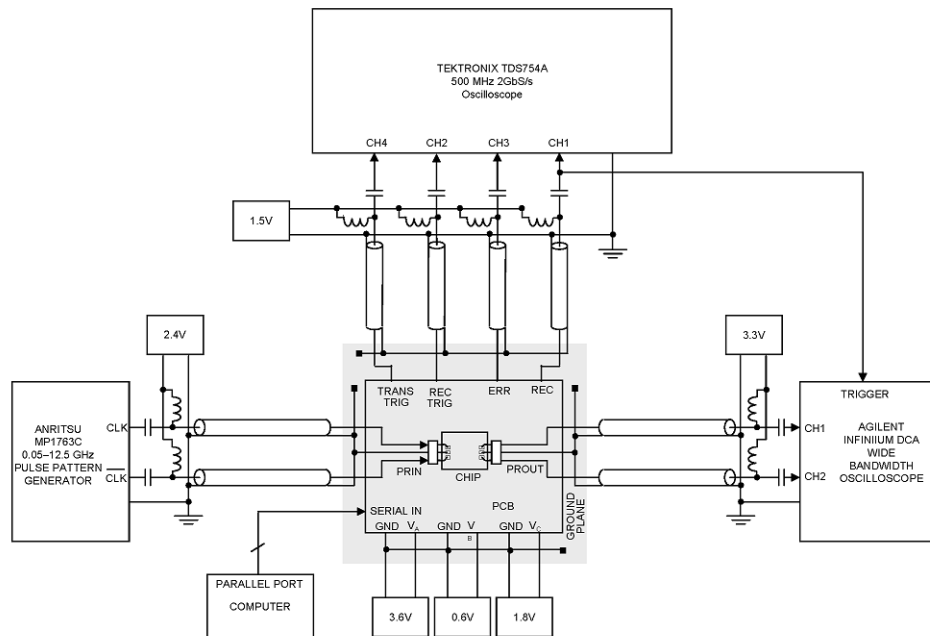 TEKTRONIX TDS754A
500 MHz 2GbS/s
Oscilloscope
CH4 CH2 CH3 CH1
1.5V
2.4V
3.3V
TRANS TRIG
REC TRIG
ERR
REC
ANRITSU
MP1763C
0.05–12.5 GHz
PULSE PATTERN
GENERATOR
CLK
CLK
PRIN
CHIP
PROUT
TRIGGER
CH1
CH2
AGILENT
INFINIIUM DCA
WIDE
BANDWIDTH
OSCILLOSCOPE
SERIAL IN
PCB
GROUND PLANE
GND VA GND VB GND VC
PARALLEL PORT
COMPUTER
3.6V
0.6V
1.8V